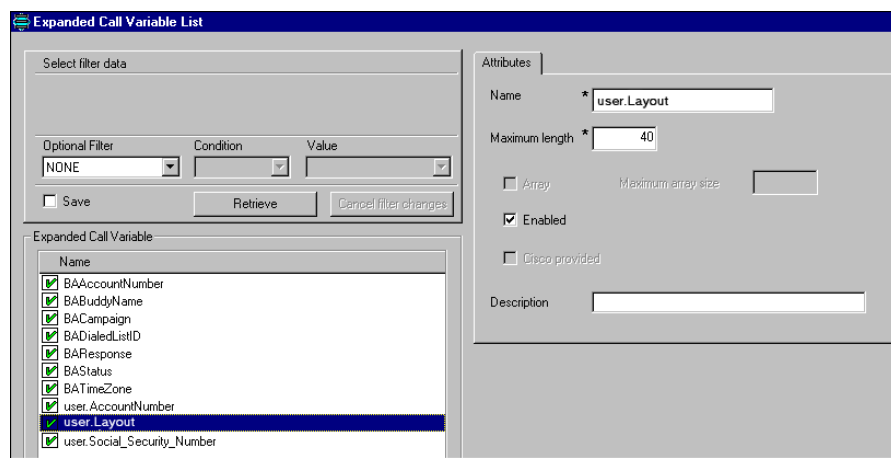 Expanded Call Variable List
Select filter data
Optional Filter Condition Value
NONE
Save Retrieve Cancel filter changes
Expanded Call Variable
Name
BAAccountNumber
BABuddyName
BACampaign
BADialedListID
BAResponse
BAStatus
BATimeZone
user.AccountNumber
user.Layout
user.Social_Security_Number
Attributes
Name * user.Layout
Maximum length * 40
Array Maximum array size
Enabled
Cisco provided
Description